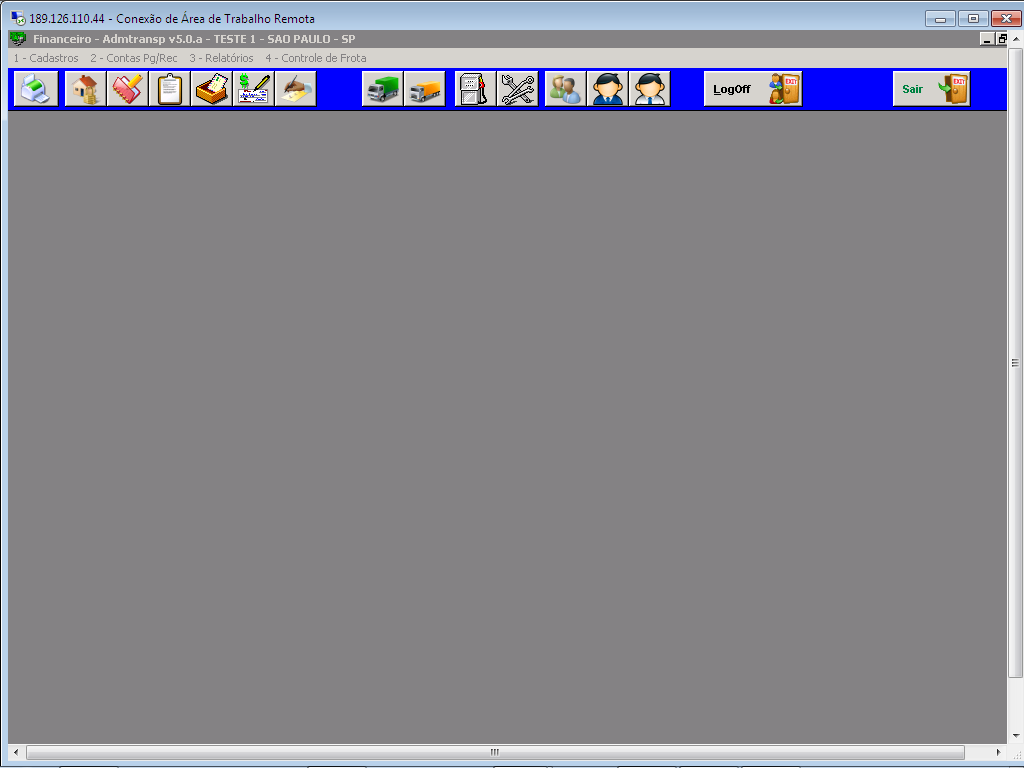 189.126.110.44 - Conexão de Área de Trabalho Remota
Financeiro - Admtransp v5.0.a - TESTE 1 - SAO PAULO - SP
1 - Cadastros 2 - Contas Pg/Rec 3 - Relatórios 4 - Controle de Frota
LogOff EXIT Sair EXIT